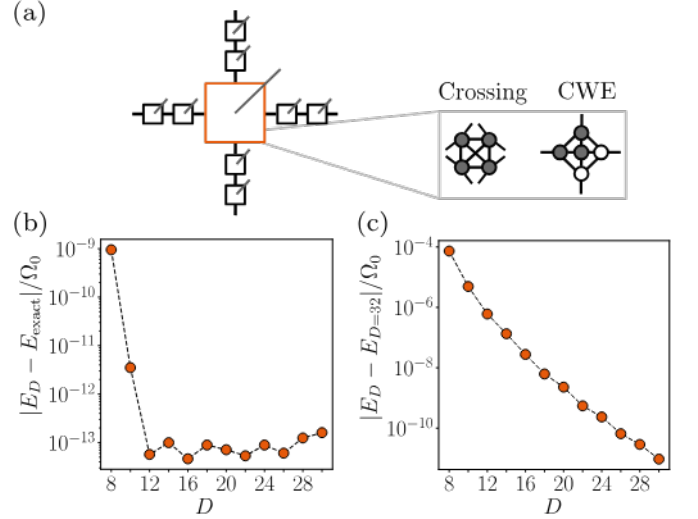 (a)
Crossing CWE
(b)
|E_D − E_exact|/Ω_0
10^−9
10^−10
10^−11
10^−12
10^−13
8 12 16 20 24 28
D
(c)
|E_D − E_{D=32}|/Ω_0
10^−4
10^−6
10^−8
10^−10
8 12 16 20 24 28
D